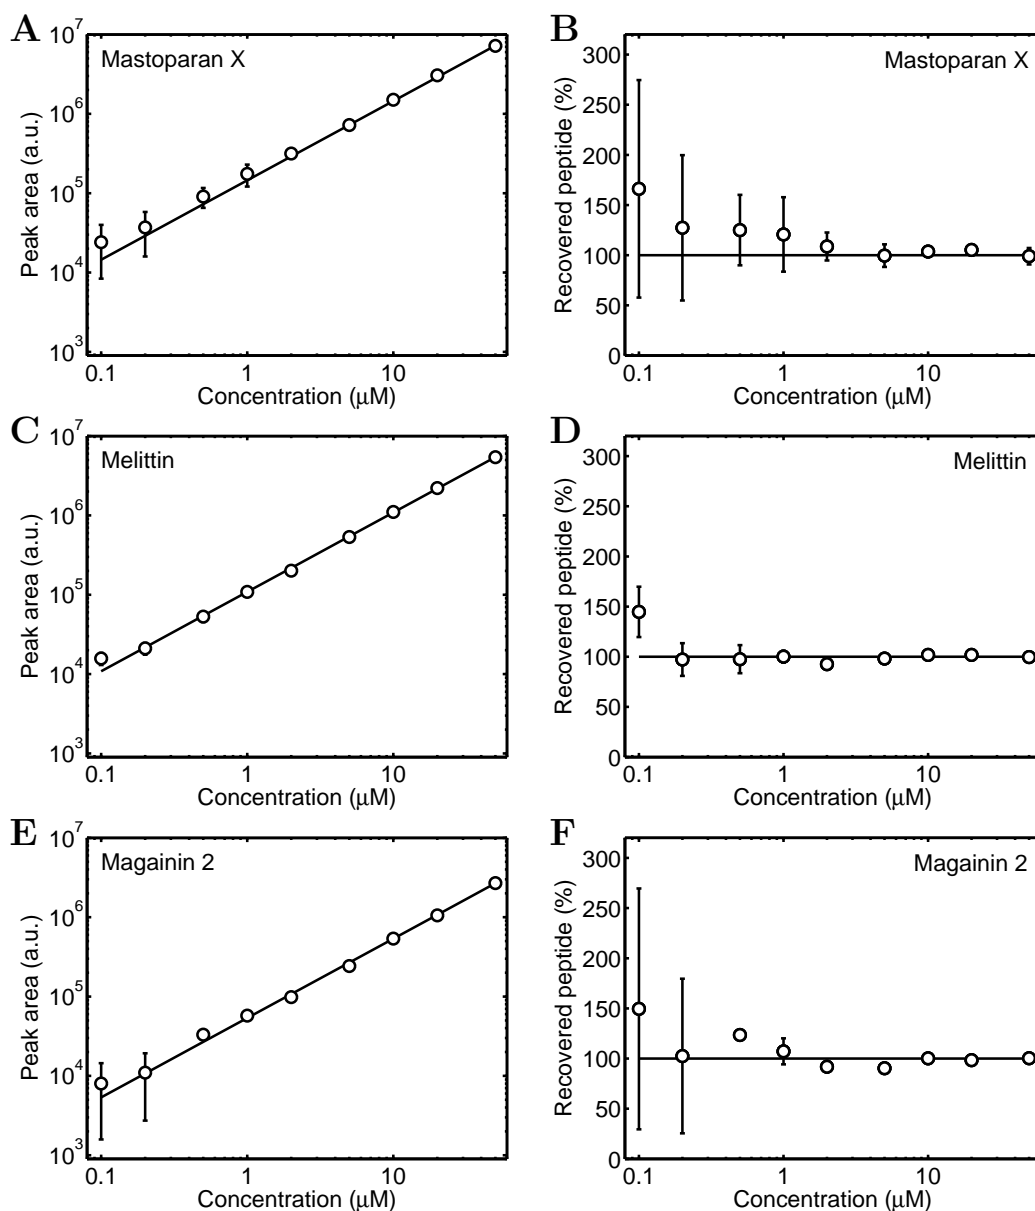 A
Mastoparan X
Peak area (a.u.)
10^7
10^6
10^5
10^4
10^3
0.1 1 10
Concentration (μM)
B
Mastoparan X
Recovered peptide (%)
300
250
200
150
100
50
0
0.1 1 10
Concentration (μM)
C
Melittin
Peak area (a.u.)
10^7
10^6
10^5
10^4
10^3
0.1 1 10
Concentration (μM)
D
Melittin
Recovered peptide (%)
300
250
200
150
100
50
0
0.1 1 10
Concentration (μM)
E
Magainin 2
Peak area (a.u.)
10^7
10^6
10^5
10^4
10^3
0.1 1 10
Concentration (μM)
F
Magainin 2
Recovered peptide (%)
300
250
200
150
100
50
0
0.1 1 10
Concentration (μM)